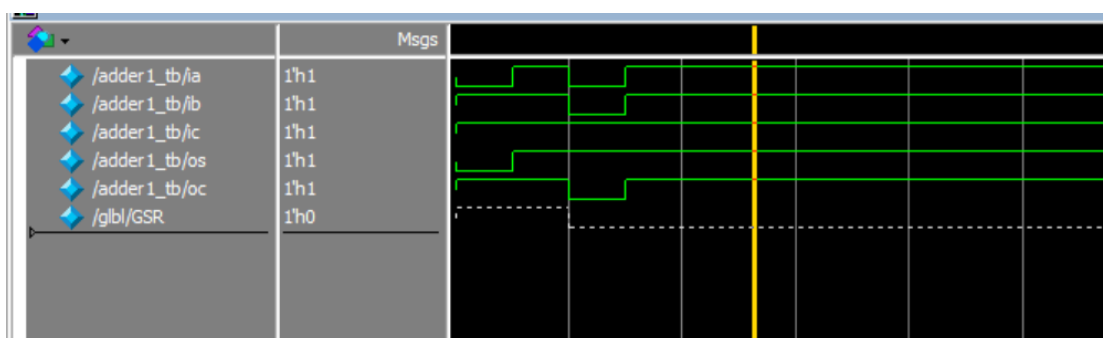 Msgs
/adder1_tb/ia 1'h1
/adder1_tb/ib 1'h1
/adder1_tb/ic 1'h1
/adder1_tb/os 1'h1
/adder1_tb/oc 1'h1
/glbl/GSR 1'h0